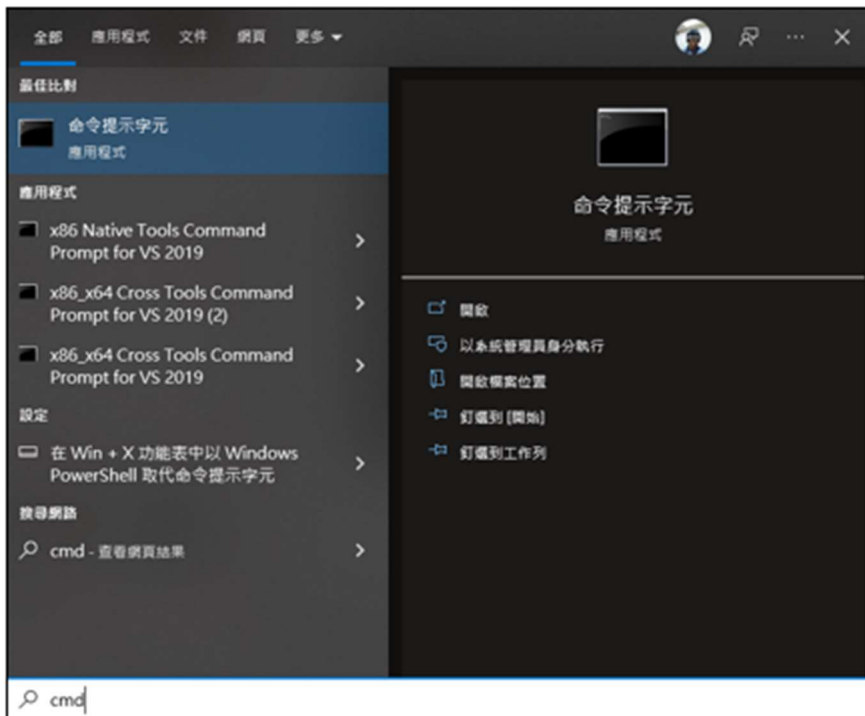 全部 應用程式 文件 網頁 更多
最佳比對
命令提示字元
應用程式
應用程式
x86 Native Tools Command
Prompt for VS 2019
x86_x64 Cross Tools Command
Prompt for VS 2019 (2)
x86_x64 Cross Tools Command
Prompt for VS 2019
設定
在 Win + X 功能表中以 Windows
PowerShell 取代命令提示字元
搜尋網路
cmd - 查看網頁結果
命令提示字元
應用程式
開啟
以系統管理員身分執行
開啟檔案位置
釘選到 [開始]
釘選到工作列
cmd